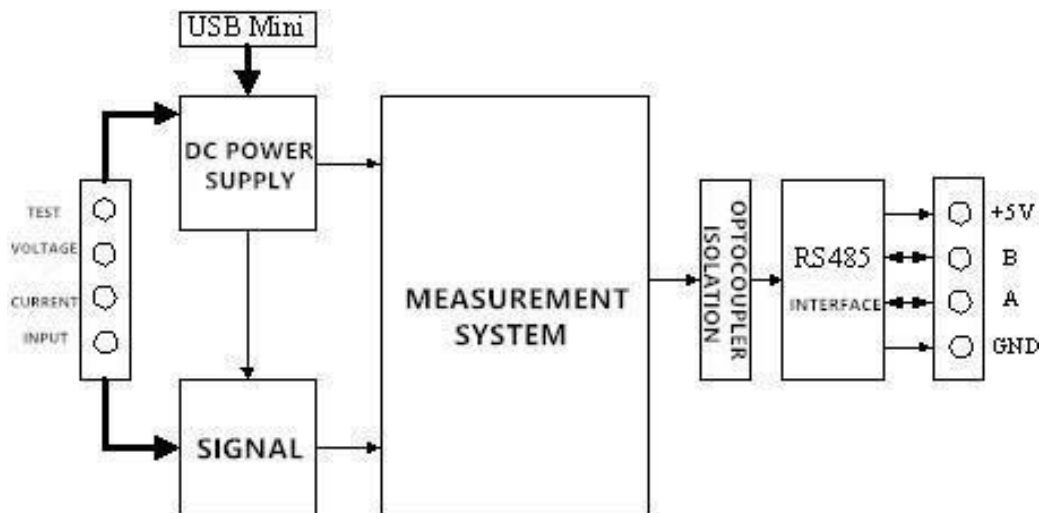 USB Mini
DC POWER
SUPPLY
TEST
VOLTAGE
CURRENT
INPUT
SIGNAL
MEASUREMENT
SYSTEM
OPTOCOUPLER
ISOLATION
RS485
INTERFACE
+5V
B
A
GND